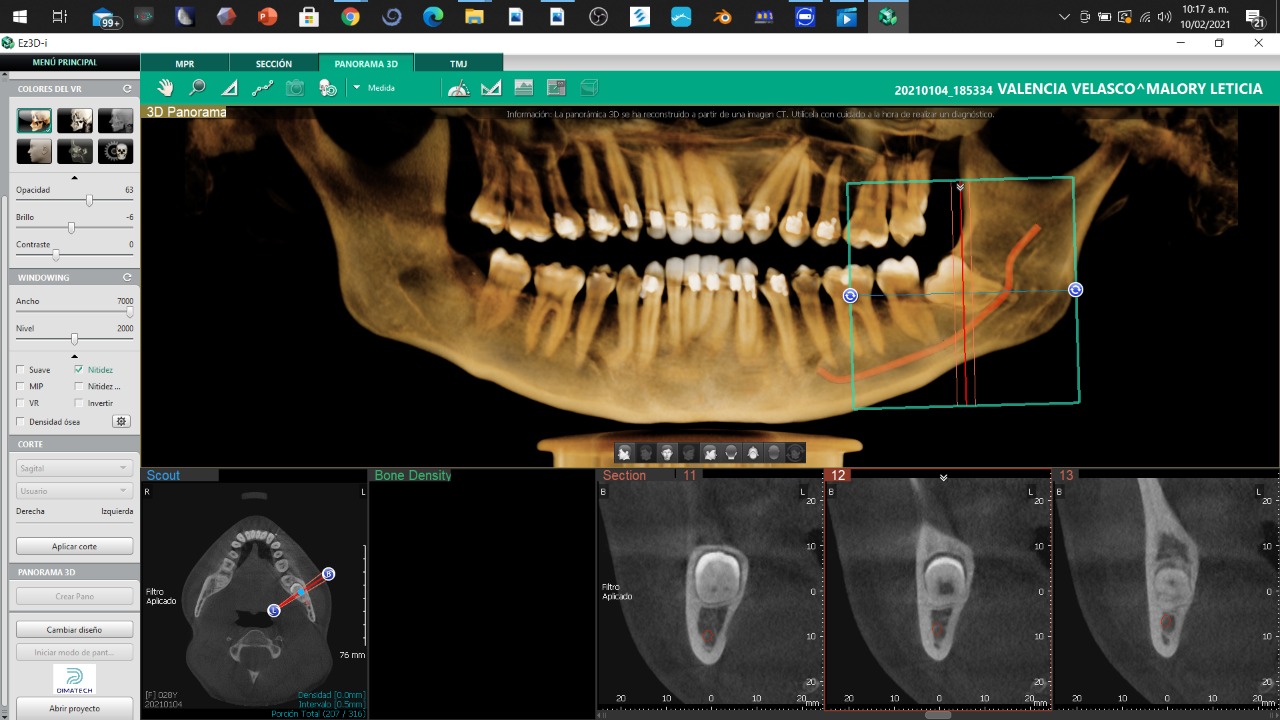 99+
10:17 a. m.
10/02/2021
21
Ez3D-i
MENÚ PRINCIPAL
MPR
SECCIÓN
PANORAMA 3D
TMJ
COLORES DEL VR
Medida
20210104_185334 VALENCIA VELASCO^MALORY LETICIA
3D Panorama
Información: La panorámica 3D se ha reconstruido a partir de una imagen CT. Utilícela con cuidado a la hora de realizar un diagnóstico.
Opacidad 63
Brillo -6
Contraste 0
WINDOWING
Ancho 7000
Nivel 2000
Suave
Nitidez
MIP
Nitidez ...
VR
Invertir
Densidad ósea
CORTE
Sagital
Usuario
Derecha Izquierda
Aplicar corte
PANORAMA 3D
Crear Pano
Cambiar diseño
Iniciar modo de pant...
DIMATECH
Abrir proyecto
Scout
R
L
Filtro
Aplicado
B
L
76 mm
[F] 028Y
20210104
Densidad [0.0mm]
Intervalo [0.5mm]
Porción Total (207 / 316)
Bone Density
Section 11
B
L
Filtro
Aplicado
20
10
0
10
20
mm
20 10 0 10
12
B
L
20
10
0
10
20
mm
20 10 0 10
13
B
L
20
10
0
10
20
mm
20 10 0 10